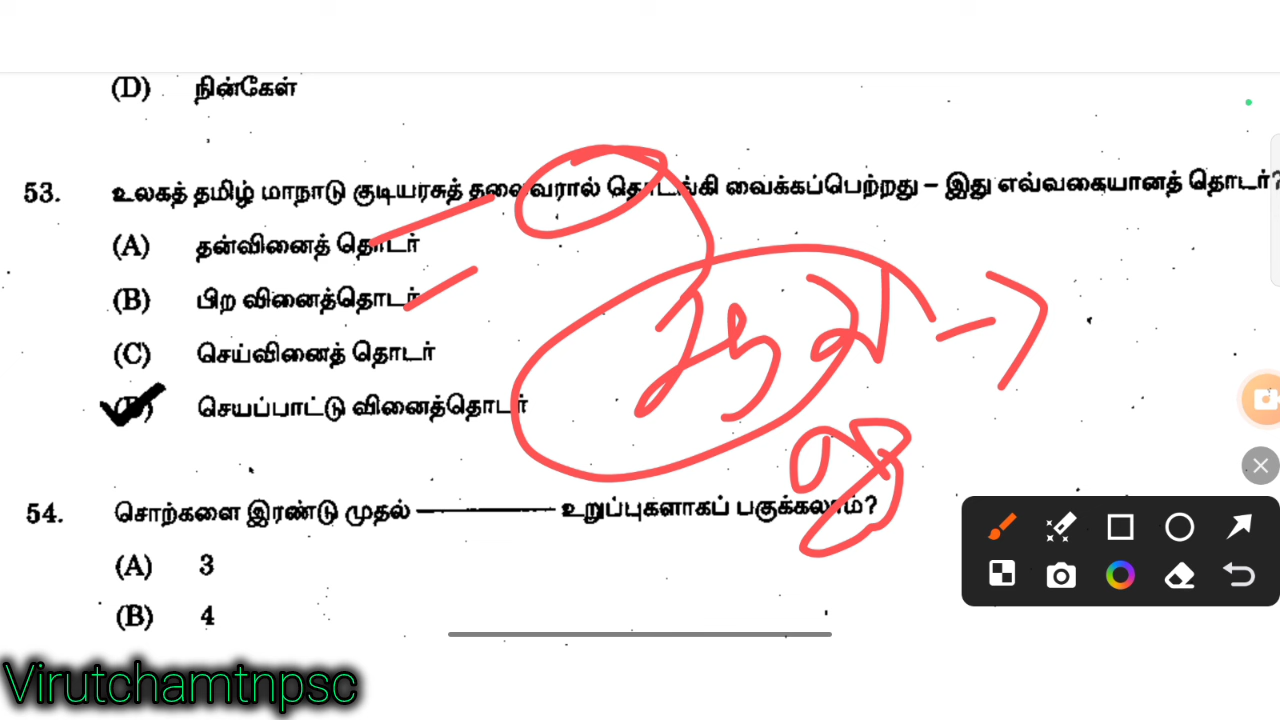 (D) நின்கேள்
53. உலகத் தமிழ் மாநாடு குடியரசுத் தலைவரால் தொடங்கி வைக்கப்பெற்றது – இது எவ்வகையானத் தொடர்?
(A) தன்வினைத் தொடர்
(B) பிற வினைத்தொடர்
(C) செய்வினைத் தொடர்
(D) செயப்பாட்டு வினைத்தொடர்
54. சொற்களை இரண்டு முதல் ———— உறுப்புகளாகப் பகுக்கலாம்?
(A) 3
(B) 4
Virutchamtnpsc